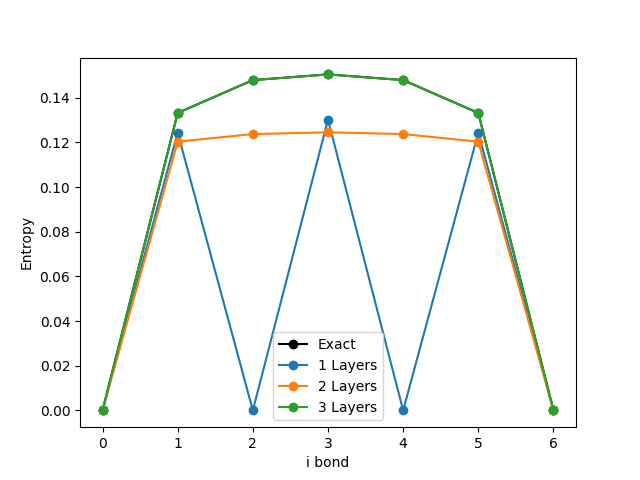 Entropy
0.14
0.12
0.10
0.08
0.06
0.04
0.02
0.00
Exact
1 Layers
2 Layers
3 Layers
0 1 2 3 4 5 6
i bond